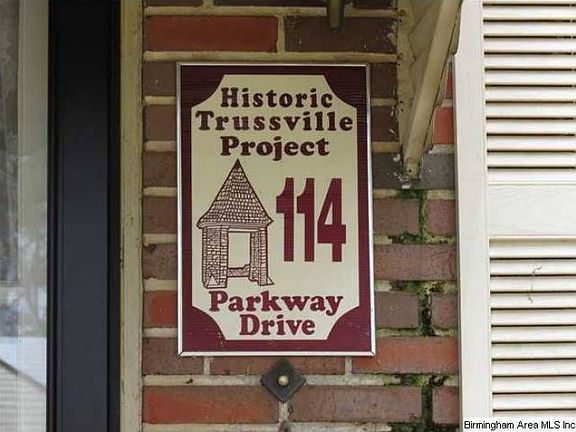 Historic
Trussville
Project
114
Parkway
Drive
Birmingham Area MLS Inc